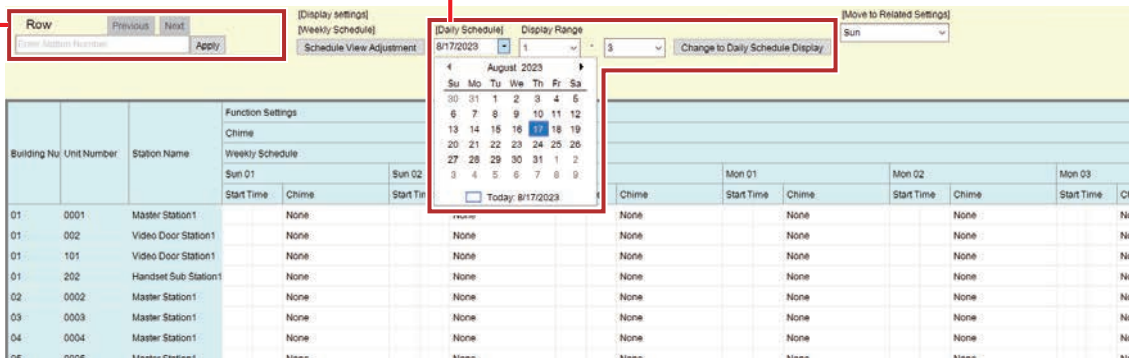 Row
Previous Next
Enter Station Number
Apply
[Display settings]
[Weekly Schedule]
Schedule View Adjustment
[Daily Schedule] Display Range
8/17/2023 1 - 3 Change to Daily Schedule Display
[Move to Related Settings]
Sun
August 2023
Su Mo Tu We Th Fr Sa
30 31 1 2 3 4 5
6 7 8 9 10 11 12
13 14 15 16 17 18 19
20 21 22 23 24 25 26
27 28 29 30 31 1 2
3 4 5 6 7 8 9
Today: 8/17/2023
Building Nu Unit Number Station Name
Function Settings
Chime
Weekly Schedule
Sun 01 Sun 02 Mon 01 Mon 02 Mon 03
Start Time Chime Start Tim Chime Start Time Chime Start Time Chime Start Time
01 0001 Master Station1 None None None None None
01 002 Video Door Station1 None None None None None
01 101 Video Door Station1 None None None None None
01 202 Handset Sub Station1 None None None None None
02 0002 Master Station1 None None None None None
03 0003 Master Station1 None None None None None
04 0004 Master Station1 None None None None None
05 0005 Master Station1 None None None None None